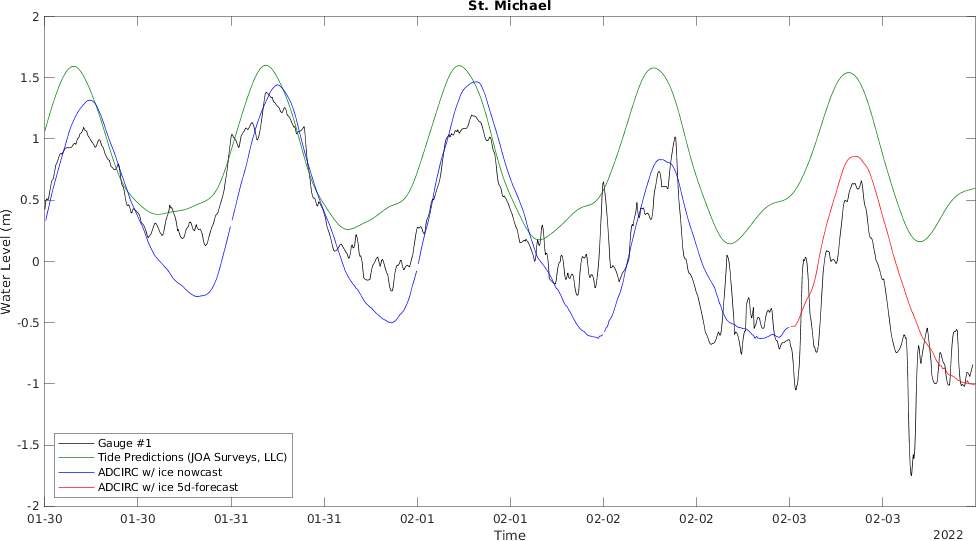 St. Michael
2
1.5
1
0.5
0
-0.5
-1
-1.5
-2
Water Level (m)
Gauge #1
Tide Predictions (JOA Surveys, LLC)
ADCIRC w/ ice nowcast
ADCIRC w/ ice 5d-forecast
01-30 01-30 01-31 01-31 02-01 02-01 02-02 02-02 02-03 02-03
Time
2022